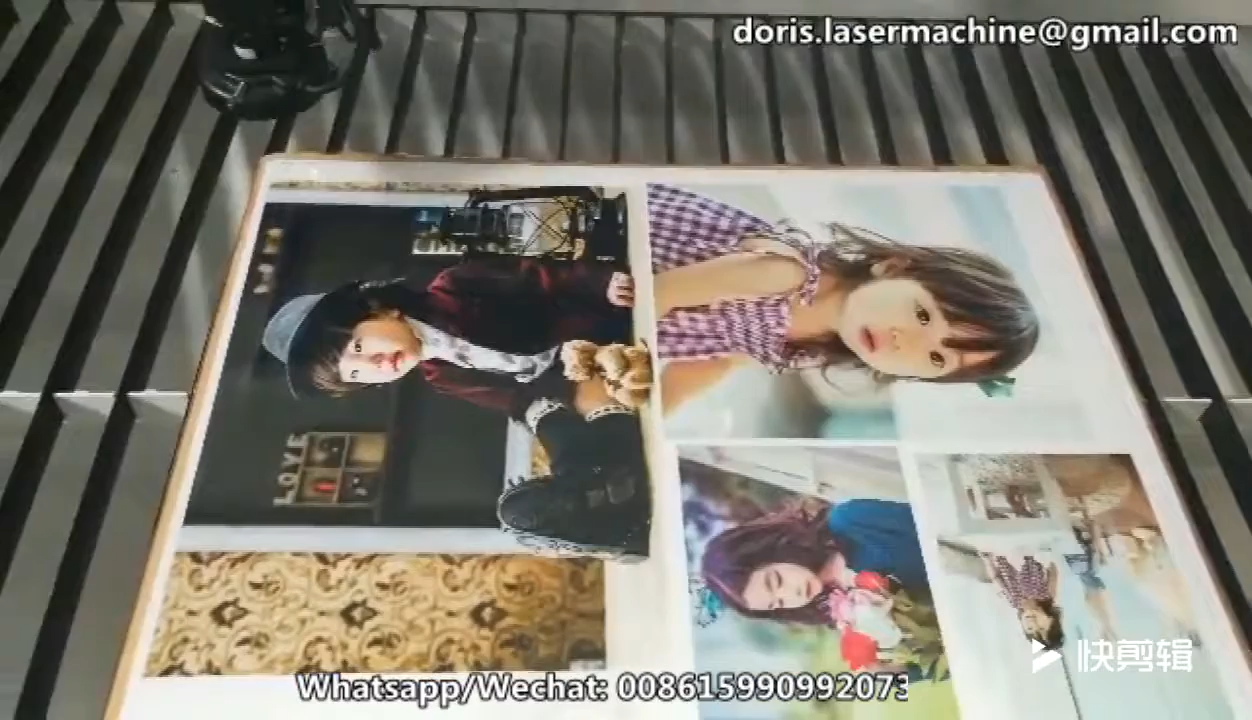 doris.lasermachine@gmail.com
LOVE
快剪辑
Whatsapp/Wechat: 008615990992073